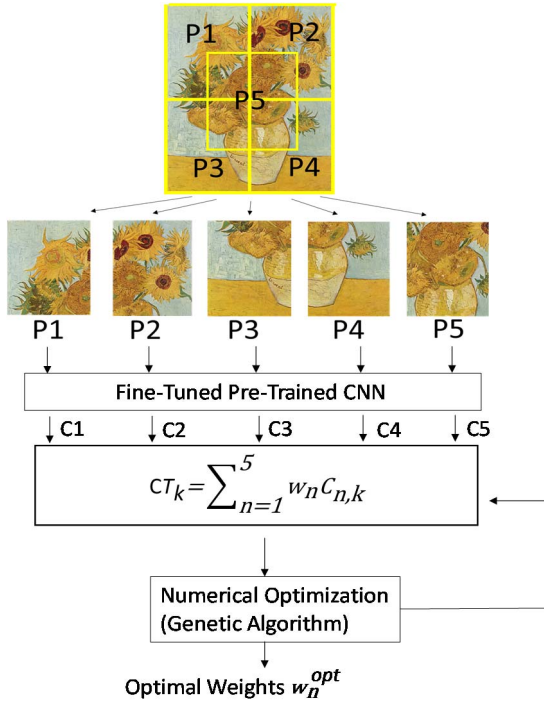 P1 P2
P5
P3 P4
P1 P2 P3 P4 P5
Fine-Tuned Pre-Trained CNN
C1 C2 C3 C4 C5
CT_k = ∑_{n=1}^{5} w_n C_{n,k}
Numerical Optimization
(Genetic Algorithm)
Optimal Weights w_n^{opt}